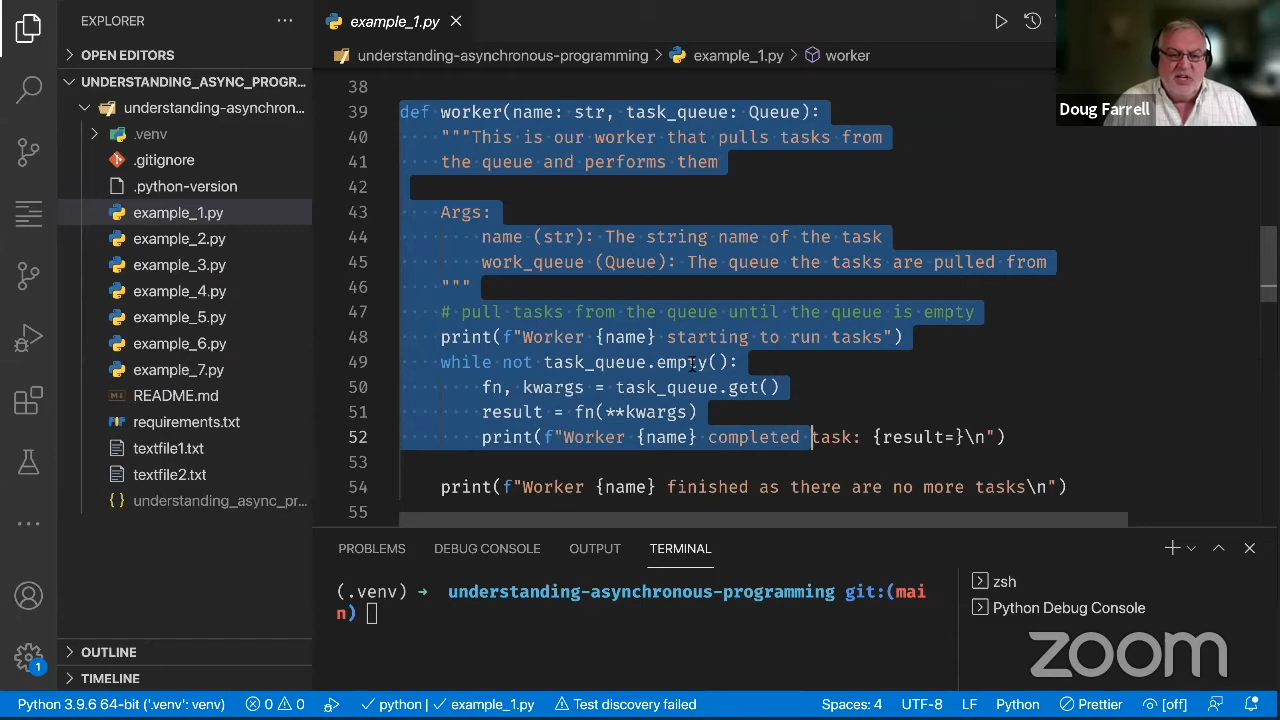 EXPLORER
OPEN EDITORS
UNDERSTANDING_ASYNC_PROGR...
understanding-asynchron...
.venv
.gitignore
.python-version
example_1.py
example_2.py
example_3.py
example_4.py
example_5.py
example_6.py
example_7.py
README.md
requirements.txt
textfile1.txt
textfile2.txt
{} understanding_async_pr...
OUTLINE
TIMELINE
1
example_1.py
understanding-asynchronous-programming > example_1.py > worker
38
39 def worker(name: str, task_queue: Queue):
40     """This is our worker that pulls tasks from
41     the queue and performs them
42
43     Args:
44         name (str): The string name of the task
45         work_queue (Queue): The queue the tasks are pulled from
46     """
47     # pull tasks from the queue until the queue is empty
48     print(f"Worker {name} starting to run tasks")
49     while not task_queue.empty():
50         fn, kwargs = task_queue.get()
51         result = fn(**kwargs)
52         print(f"Worker {name} completed task: {result=}\n")
53
54     print(f"Worker {name} finished as there are no more tasks\n")
55
Doug Farrell
PROBLEMS DEBUG CONSOLE OUTPUT TERMINAL
(.venv) → understanding-asynchronous-programming git:(mai
n)
zsh
Python Debug Console
zoom
Python 3.9.6 64-bit ('.venv': venv) 0 0 python | example_1.py Test discovery failed Spaces: 4 UTF-8 LF Python Prettier [off]